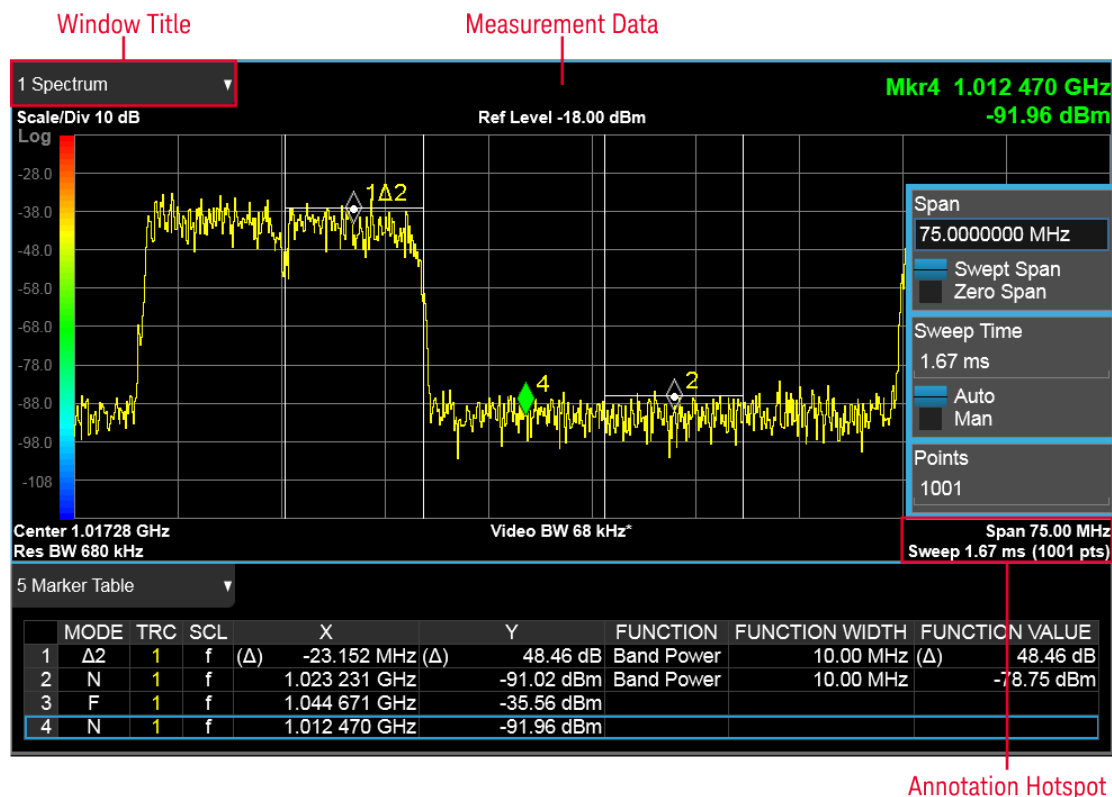 Window Title
Measurement Data
1 Spectrum
Mkr4 1.012 470 GHz
Scale/Div 10 dB
Ref Level -18.00 dBm
-91.96 dBm
Log
-28.0
-38.0
-48.0
-58.0
-68.0
-78.0
-88.0
-98.0
-108
1Δ2
4
2
Span
75.0000000 MHz
Swept Span
Zero Span
Sweep Time
1.67 ms
Auto
Man
Points
1001
Center 1.01728 GHz
Video BW 68 kHz*
Span 75.00 MHz
Res BW 680 kHz
Sweep 1.67 ms (1001 pts)
5 Marker Table
MODE TRC SCL X Y FUNCTION FUNCTION WIDTH FUNCTION VALUE
1 Δ2 1 f (Δ) -23.152 MHz (Δ) 48.46 dB Band Power 10.00 MHz (Δ) 48.46 dB
2 N 1 f 1.023 231 GHz -91.02 dBm Band Power 10.00 MHz -78.75 dBm
3 F 1 f 1.044 671 GHz -35.56 dBm
4 N 1 f 1.012 470 GHz -91.96 dBm
Annotation Hotspot